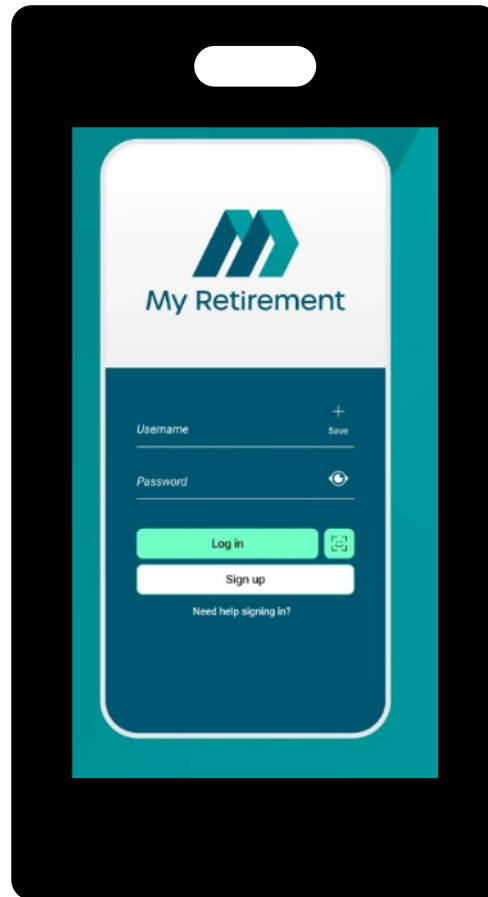 My Retirement
Username
Save
Password
Log in
Sign up
Need help signing in?